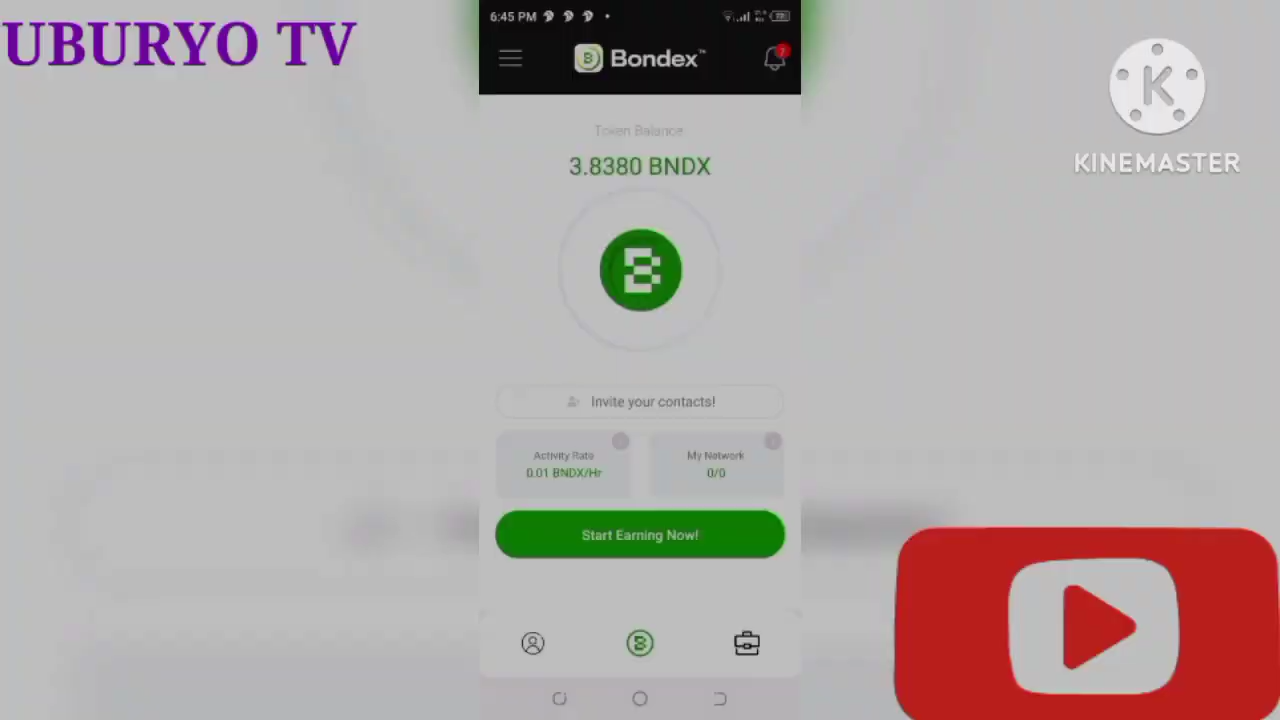 UBURYO TV
6:45 PM
Bondex™
7
K
KINEMASTER
Token Balance
3.8380 BNDX
Invite your contacts!
Activity Rate
0.01 BNDX/Hr
My Network
0/0
Start Earning Now!